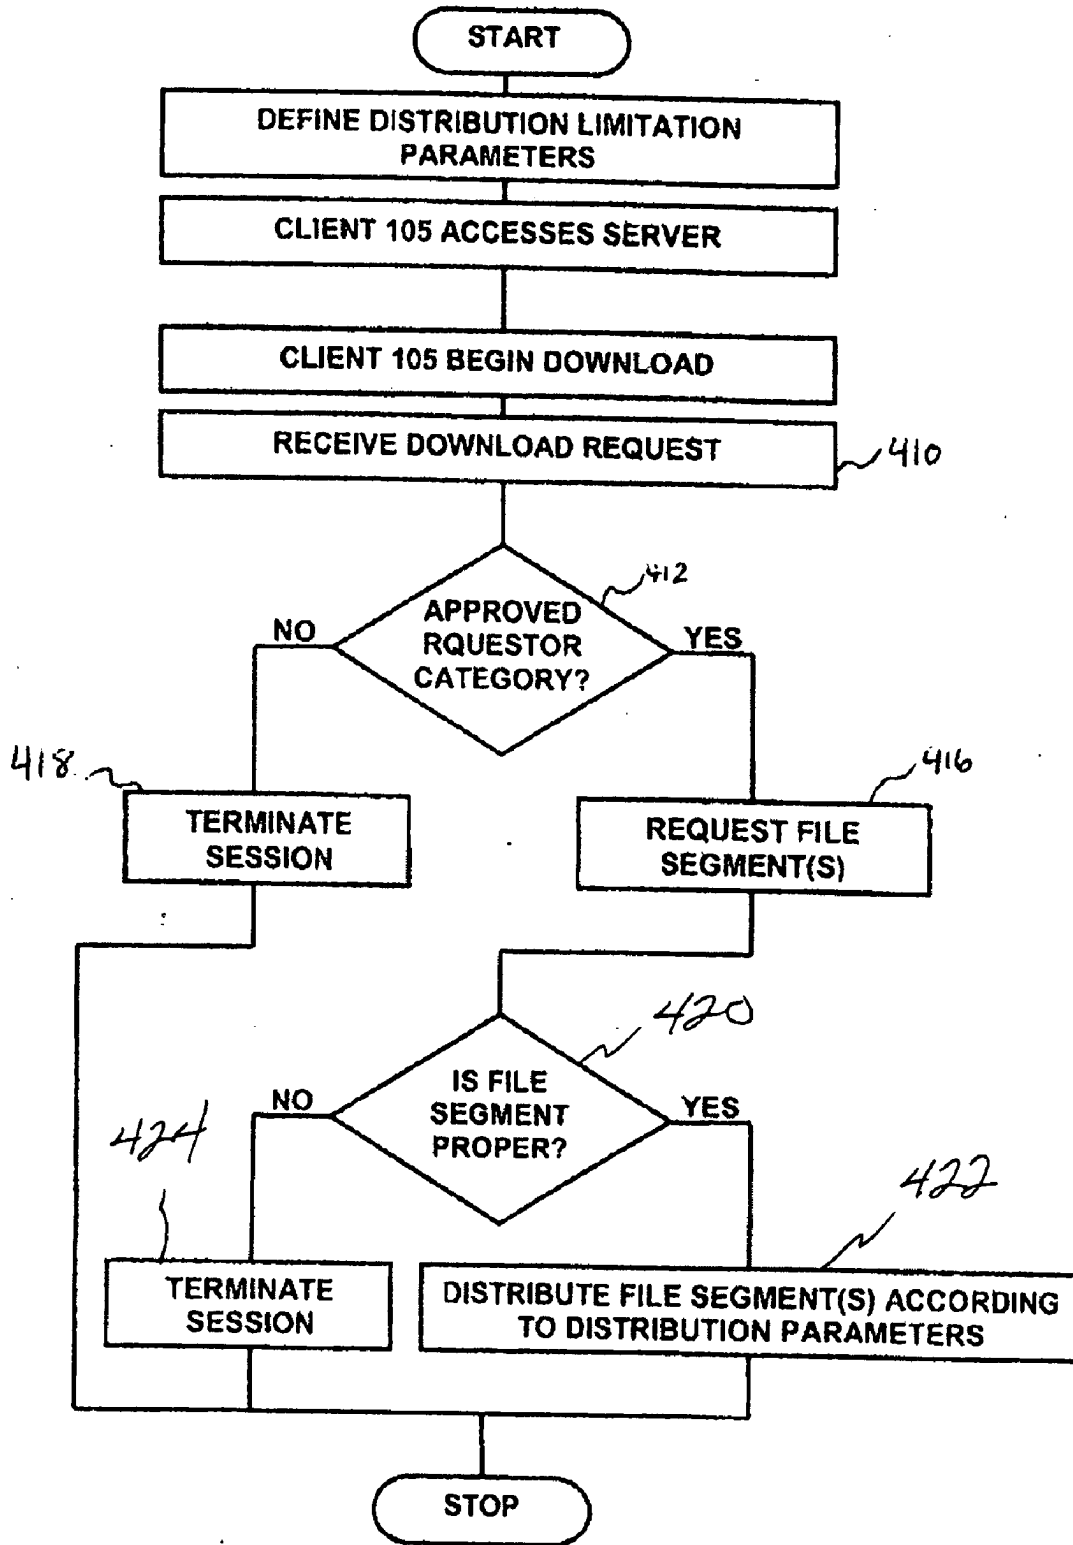 START
DEFINE DISTRIBUTION LIMITATION
PARAMETERS
CLIENT 105 ACCESSES SERVER
CLIENT 105 BEGIN DOWNLOAD
RECEIVE DOWNLOAD REQUEST
410
412
APPROVED
RQUESTOR
CATEGORY?
NO
YES
418
416
TERMINATE
SESSION
REQUEST FILE
SEGMENT(S)
420
IS FILE
SEGMENT
PROPER?
NO
YES
424
422
TERMINATE
SESSION
DISTRIBUTE FILE SEGMENT(S) ACCORDING
TO DISTRIBUTION PARAMETERS
STOP